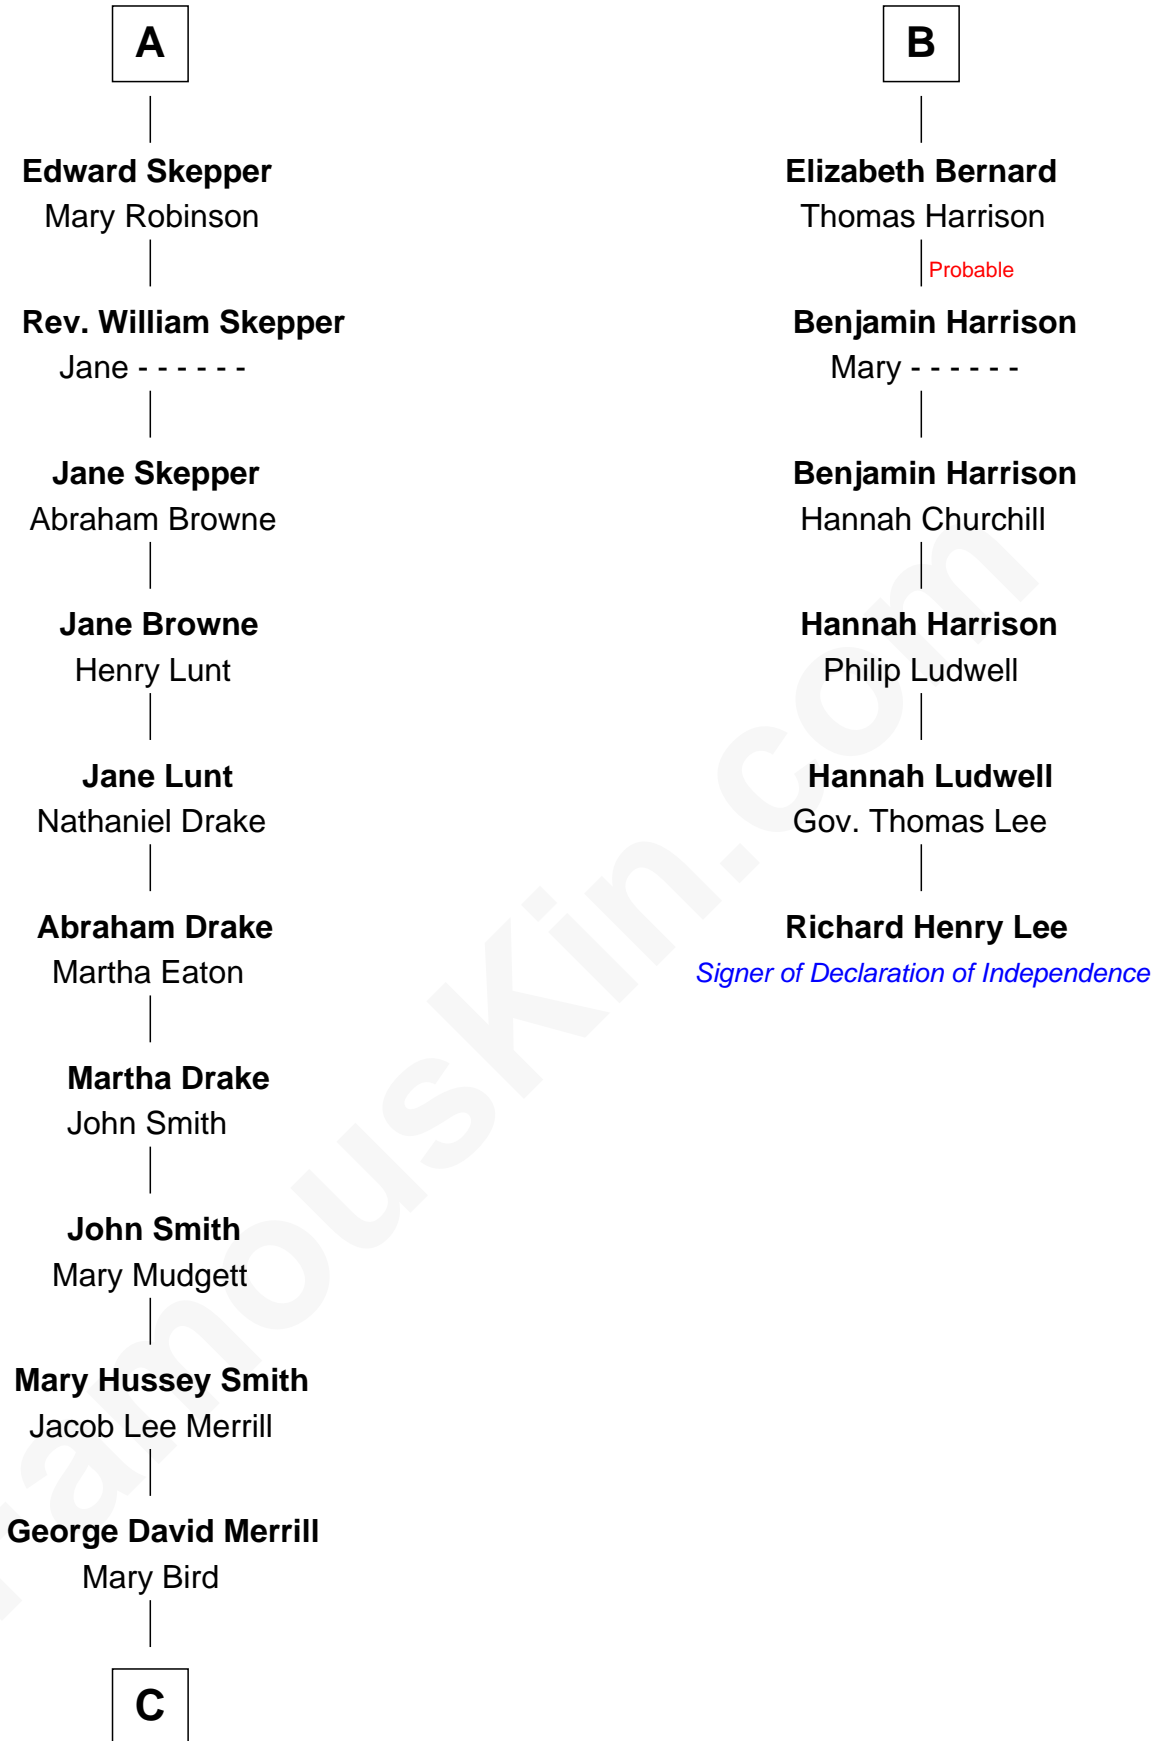 A
Edward Skepper
Mary Robinson
Rev. William Skepper
Jane - - - - - -
Jane Skepper
Abraham Browne
Jane Browne
Henry Lunt
Jane Lunt
Nathaniel Drake
Abraham Drake
Martha Eaton
Martha Drake
John Smith
John Smith
Mary Mudgett
Mary Hussey Smith
Jacob Lee Merrill
George David Merrill
Mary Bird
C
B
Elizabeth Bernard
Thomas Harrison
Probable
Benjamin Harrison
Mary - - - - - -
Benjamin Harrison
Hannah Churchill
Hannah Harrison
Philip Ludwell
Hannah Ludwell
Gov. Thomas Lee
Richard Henry Lee
Signer of Declaration of Independence
FamousKin.com